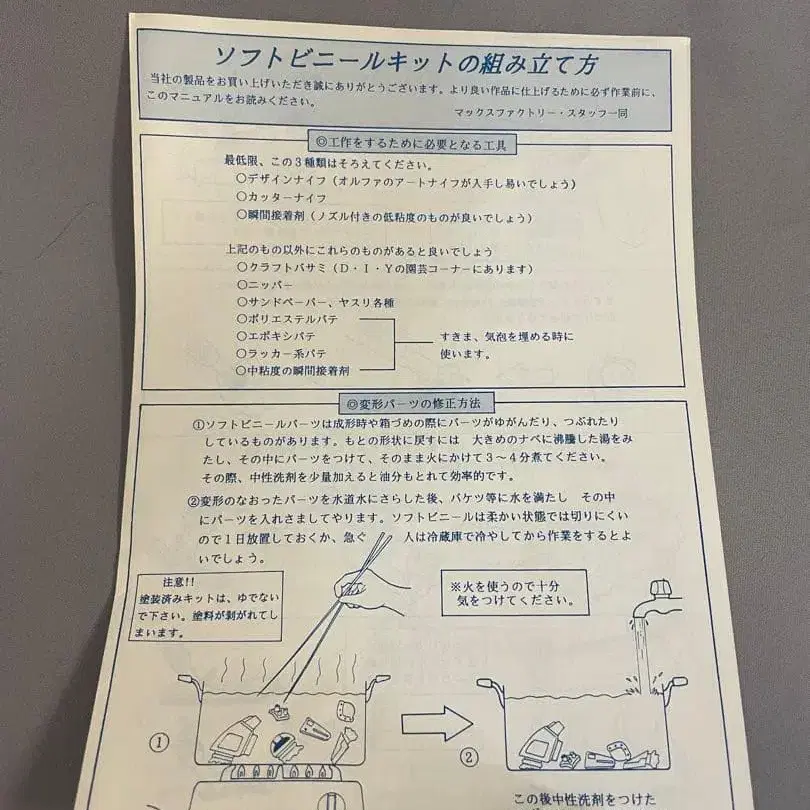 ソフトビニールキットの組み立て方
当社の製品をお買い上げいただき誠にありがとうございます。より良い作品に仕上げるために必ず作業前に、
このマニュアルをお読みください。
マックスファクトリー・スタッフ一同
◎工作をするために必要となる工具
最低限、この3種類はそろえてください。
○デザインナイフ（オルファのアートナイフが入手し易いでしょう）
○カッターナイフ
○瞬間接着剤（ノズル付きの低粘度のものが良いでしょう）
上記のもの以外にこれらのものがあると良いでしょう
○クラフトバサミ（D・I・Yの園芸コーナーにあります）
○ニッパー
○サンドペーパー、ヤスリ各種
○ポリエステルパテ
○エポキシパテ
○ラッカー系パテ
○中粘度の瞬間接着剤
すきま、気泡を埋める時に
使います。
◎変形パーツの修正方法
①ソフトビニールパーツは成形時や箱づめの際にパーツがゆがんだり、つぶれたり
しているものがあります。もとの形状に戻すには 大きめのナベに沸騰した湯をみ
たし、その中にパーツをつけて、そのまま火にかけて3～4分煮てください。
その際、中性洗剤を少量加えると油分もとれて効率的です。
②変形のなおったパーツを水道水にさらした後、バケツ等に水を満たし その中
にパーツを入れさましてやります。ソフトビニールは柔かい状態では切りにくい
ので1日放置しておくか、急ぐ 人は冷蔵庫で冷やしてから作業をするとよ
いでしょう。
注意!!
塗装済みキットは、ゆでない
で下さい。塗料が剥がれてし
まいます。
※火を使うので十分
気をつけてください。
①
②
この後中性洗剤をつけた